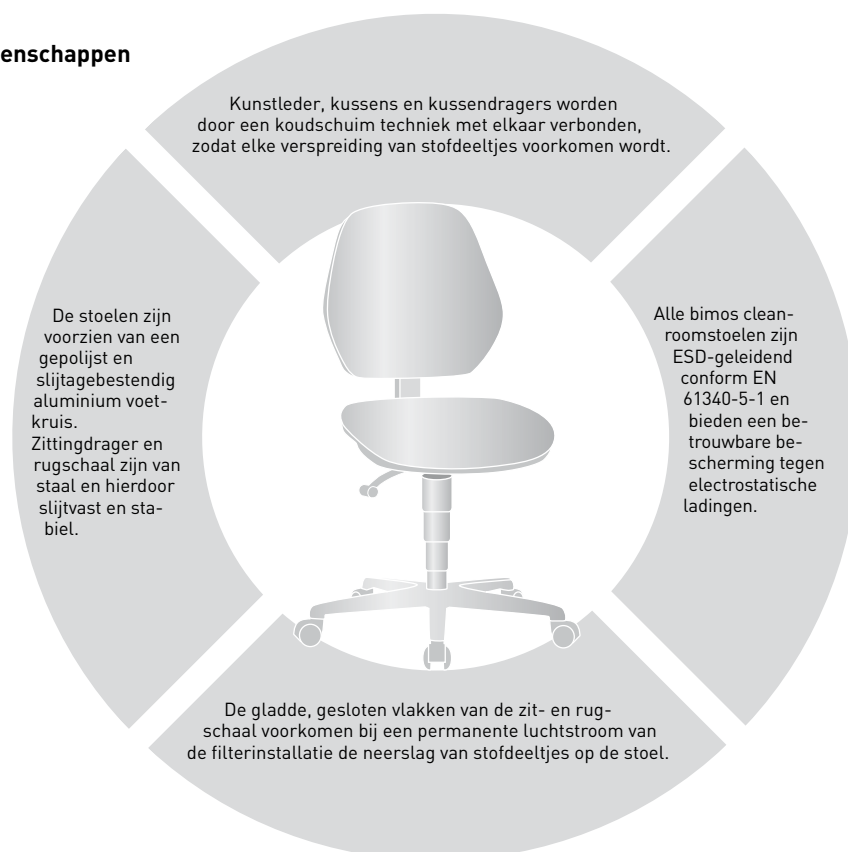 enschappen
Kunstleder, kussens en kussendragers worden
door een koudschuim techniek met elkaar verbonden,
zodat elke verspreiding van stofdeeltjes voorkomen wordt.
De stoelen zijn
voorzien van een
gepolijst en
slijtagebestendig
aluminium voet-
kruis.
Zittingdrager en
rugschaal zijn van
staal en hierdoor
slijtvast en sta-
biel.
Alle bimos clean-
roomstoelen zijn
ESD-geleidend
conform EN
61340-5-1 en
bieden een be-
trouwbare be-
scherming tegen
electrostatische
ladingen.
De gladde, gesloten vlakken van de zit- en rug-
schaal voorkomen bij een permanente luchtstroom van
de filterinstallatie de neerslag van stofdeeltjes op de stoel.